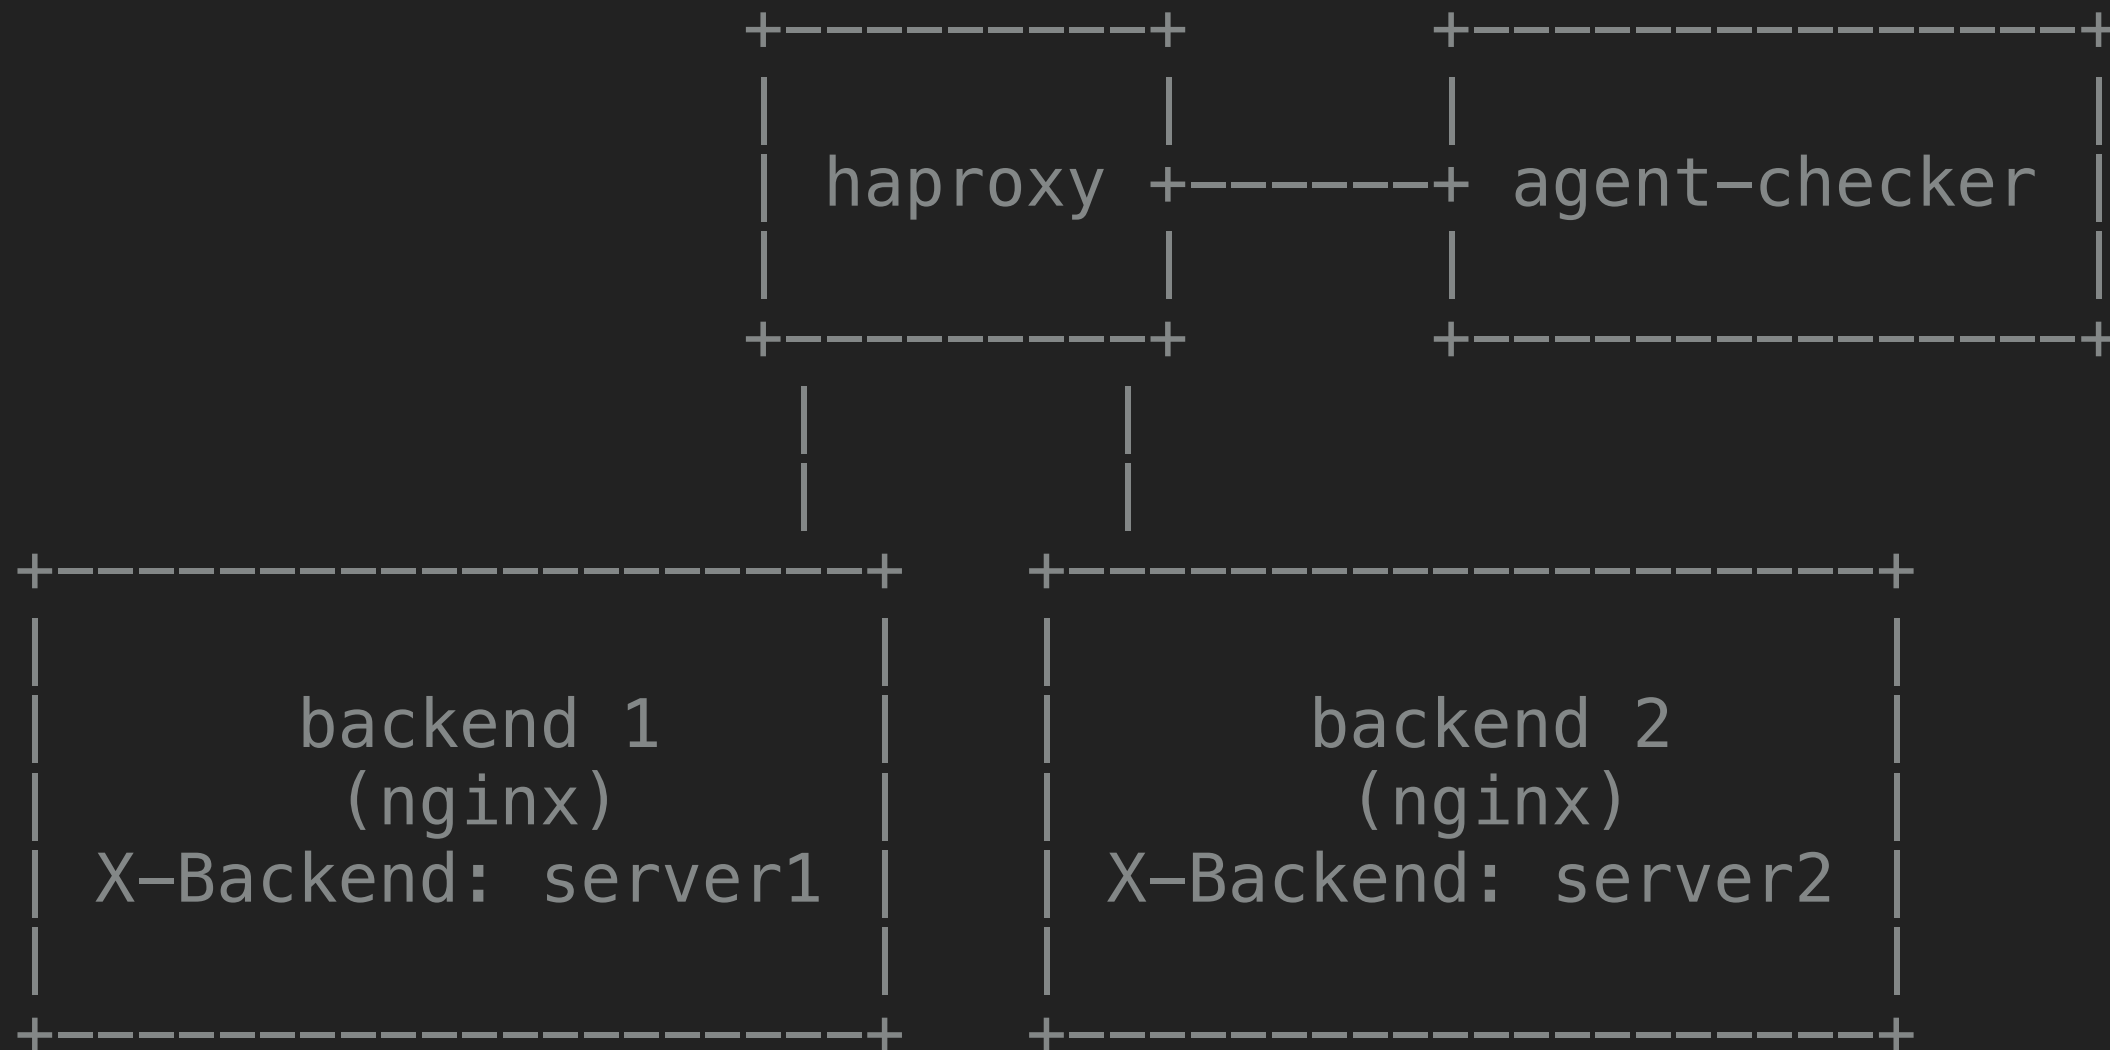 haproxy
agent-checker
backend 1
(nginx)
X-Backend: server1
backend 2
(nginx)
X-Backend: server2